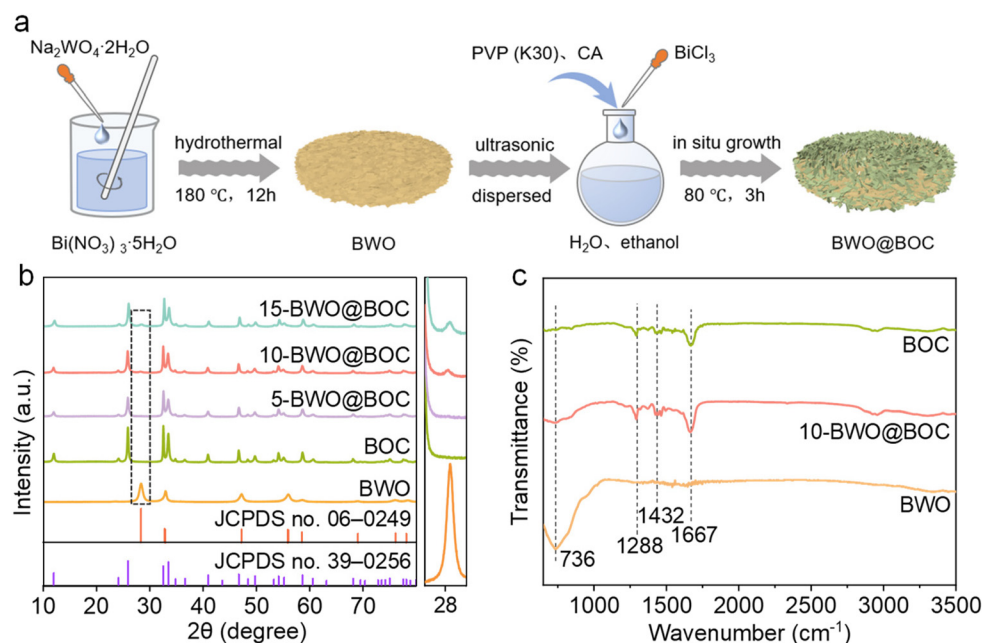 a
Na₂WO₄·2H₂O
Bi(NO₃) ₃·5H₂O
hydrothermal
180 ℃，12h
BWO
ultrasonic
dispersed
PVP (K30)、CA
BiCl₃
H₂O、ethanol
in situ growth
80 ℃，3h
BWO@BOC
b
Intensity (a.u.)
15-BWO@BOC
10-BWO@BOC
5-BWO@BOC
BOC
BWO
JCPDS no. 06–0249
JCPDS no. 39–0256
10 20 30 40 50 60 70 28
2θ (degree)
c
Transmittance (%)
BOC
10-BWO@BOC
BWO
736
1288
1432
1667
1000 1500 2000 2500 3000 3500
Wavenumber (cm⁻¹)